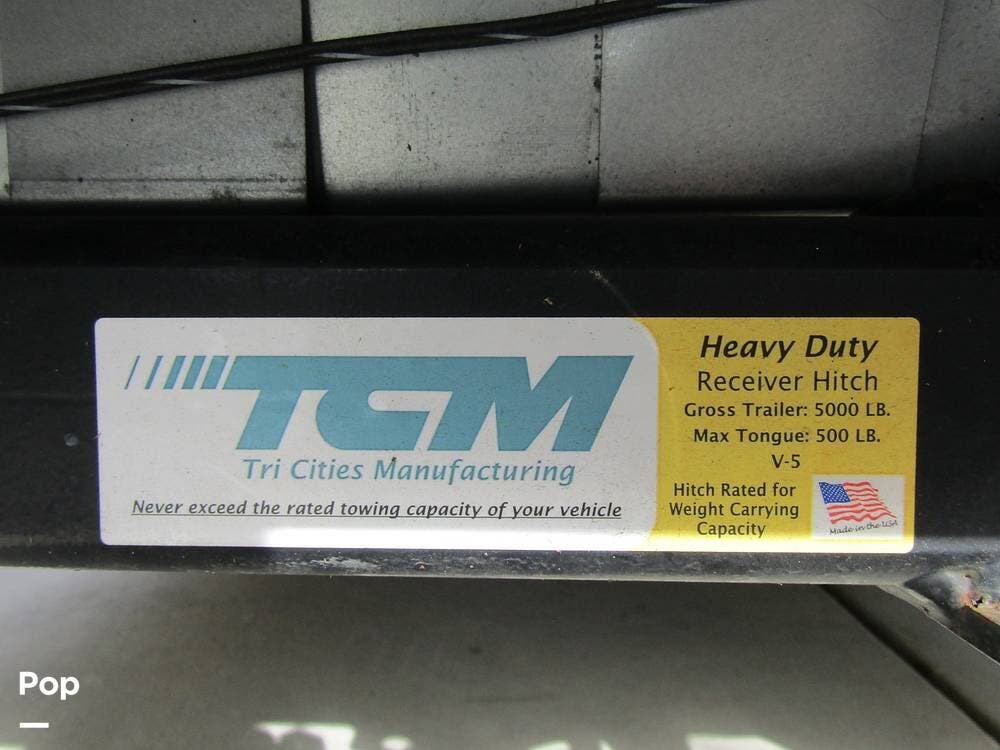 TCM
Tri Cities Manufacturing
Never exceed the rated towing capacity of your vehicle
Heavy Duty
Receiver Hitch
Gross Trailer: 5000 LB.
Max Tongue: 500 LB.
V-5
Hitch Rated for
Weight Carrying
Capacity
Made in the USA
Pop